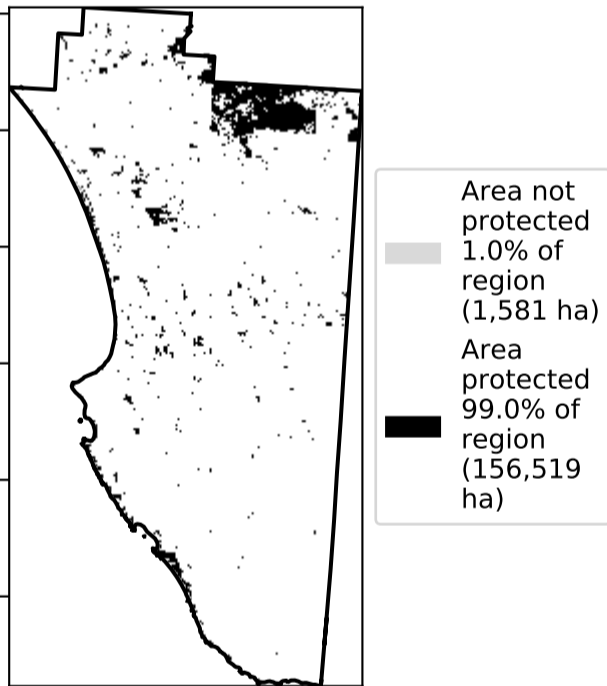 Area not
protected
1.0% of
region
(1,581 ha)
Area
protected
99.0% of
region
(156,519
ha)